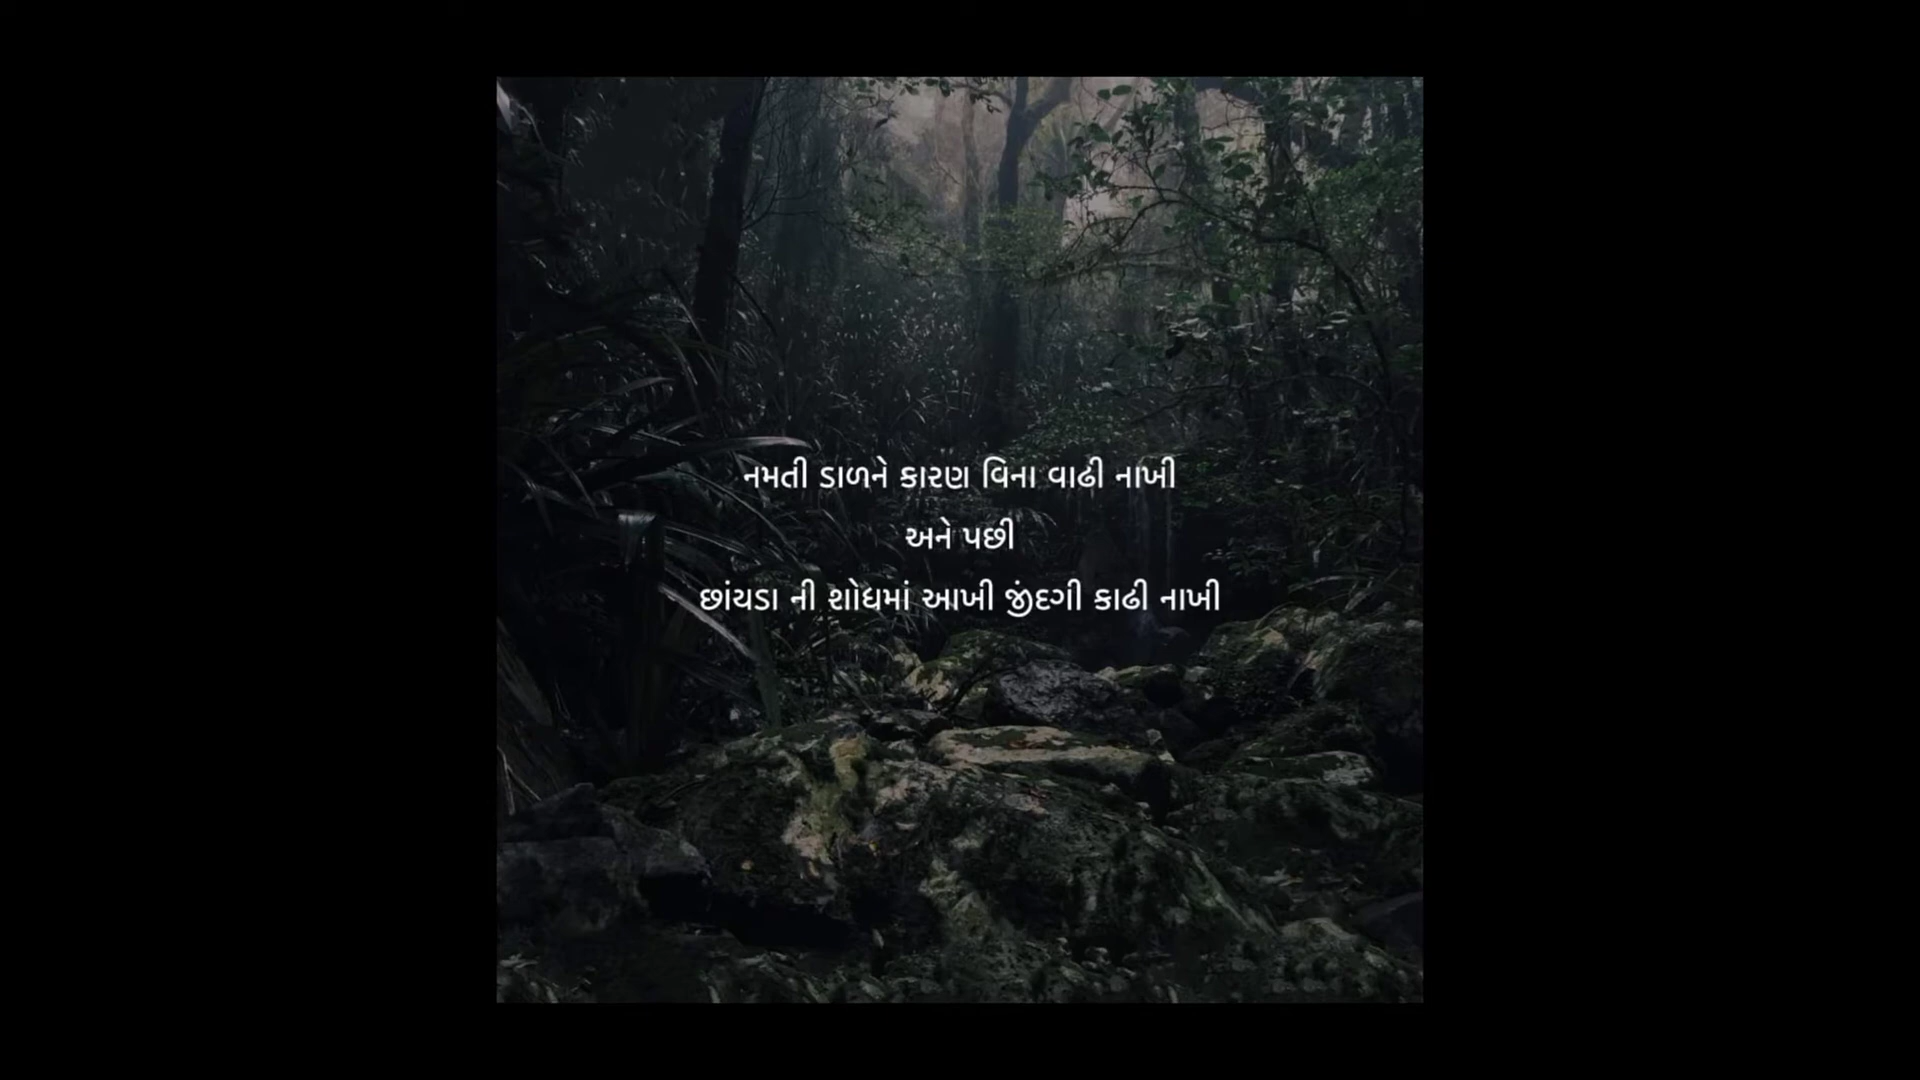 નમતી ડાળને કારણ વિના વાઢી નાખી
અને પછી
છાંયડા ની શોધમાં આખી જીંદગી કાઢી નાખી